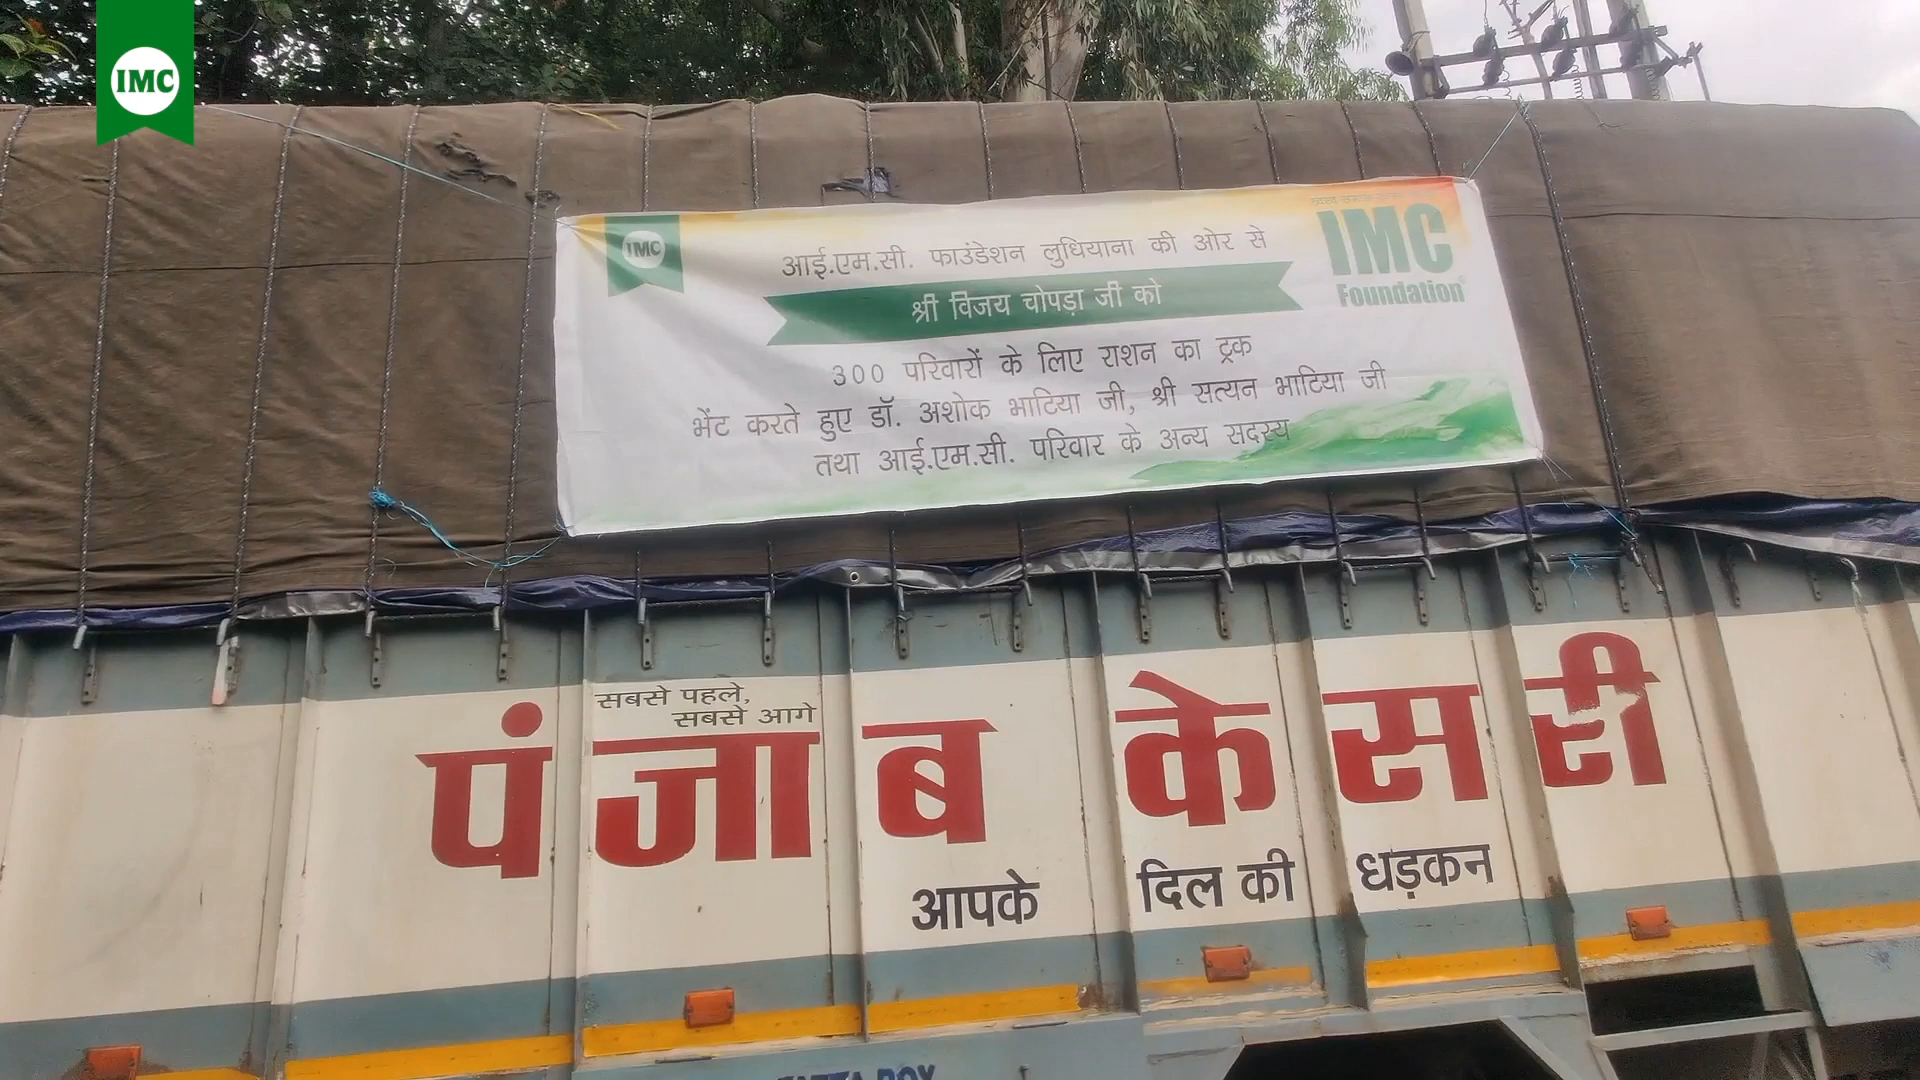 IMC
IMC
आई.एम.सी. फाउंडेशन लुधियाना की ओर से
IMC
Foundation
श्री विजय चोपड़ा जी को
300 परिवारों के लिए राशन का ट्रक
भेंट करते हुए डॉ. अशोक भाटिया जी, श्री सत्यन भाटिया जी
तथा आई.एम.सी. परिवार के अन्य सदस्य
सबसे पहले,
सबसे आगे
पंजाब केसरी
आपके दिल की धड़कन